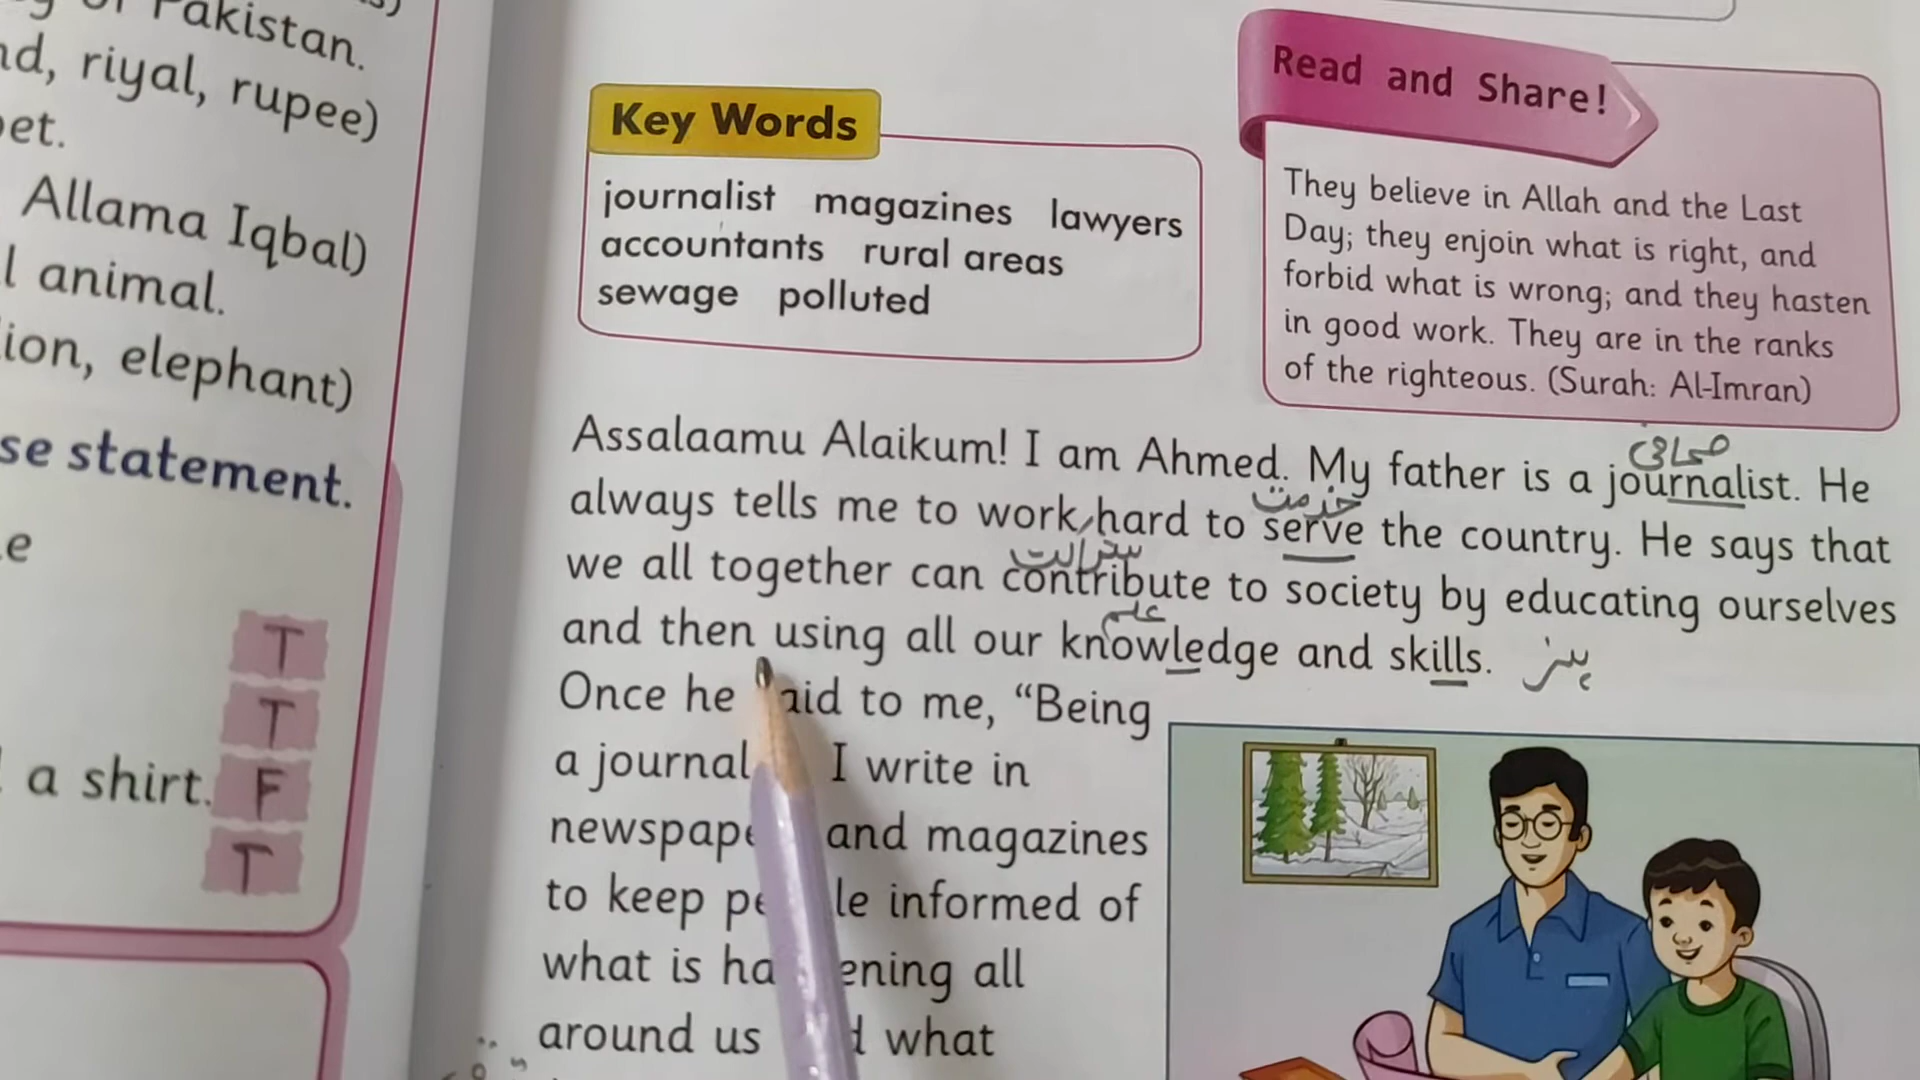 Pakistan.
riyal, rupee)
Allama Iqbal)
animal.
elephant)
statement.
T
T
a shirt. F
T
Key Words
journalist magazines lawyers
accountants rural areas
sewage polluted
Read and Share!
They believe in Allah and the Last
Day; they enjoin what is right, and
forbid what is wrong; and they hasten
in good work. They are in the ranks
of the righteous. (Surah: Al-Imran)
صحافی
Assalaamu Alaikum! I am Ahmed. My father is a journalist. He
خدمت
always tells me to work hard to serve the country. He says that
we all together can contribute to society by educating ourselves
علم
and then using all our knowledge and skills.
ہنر
Once he said to me, “Being
a journal I write in
newspape and magazines
to keep pe le informed of
what is ha ening all
around us what